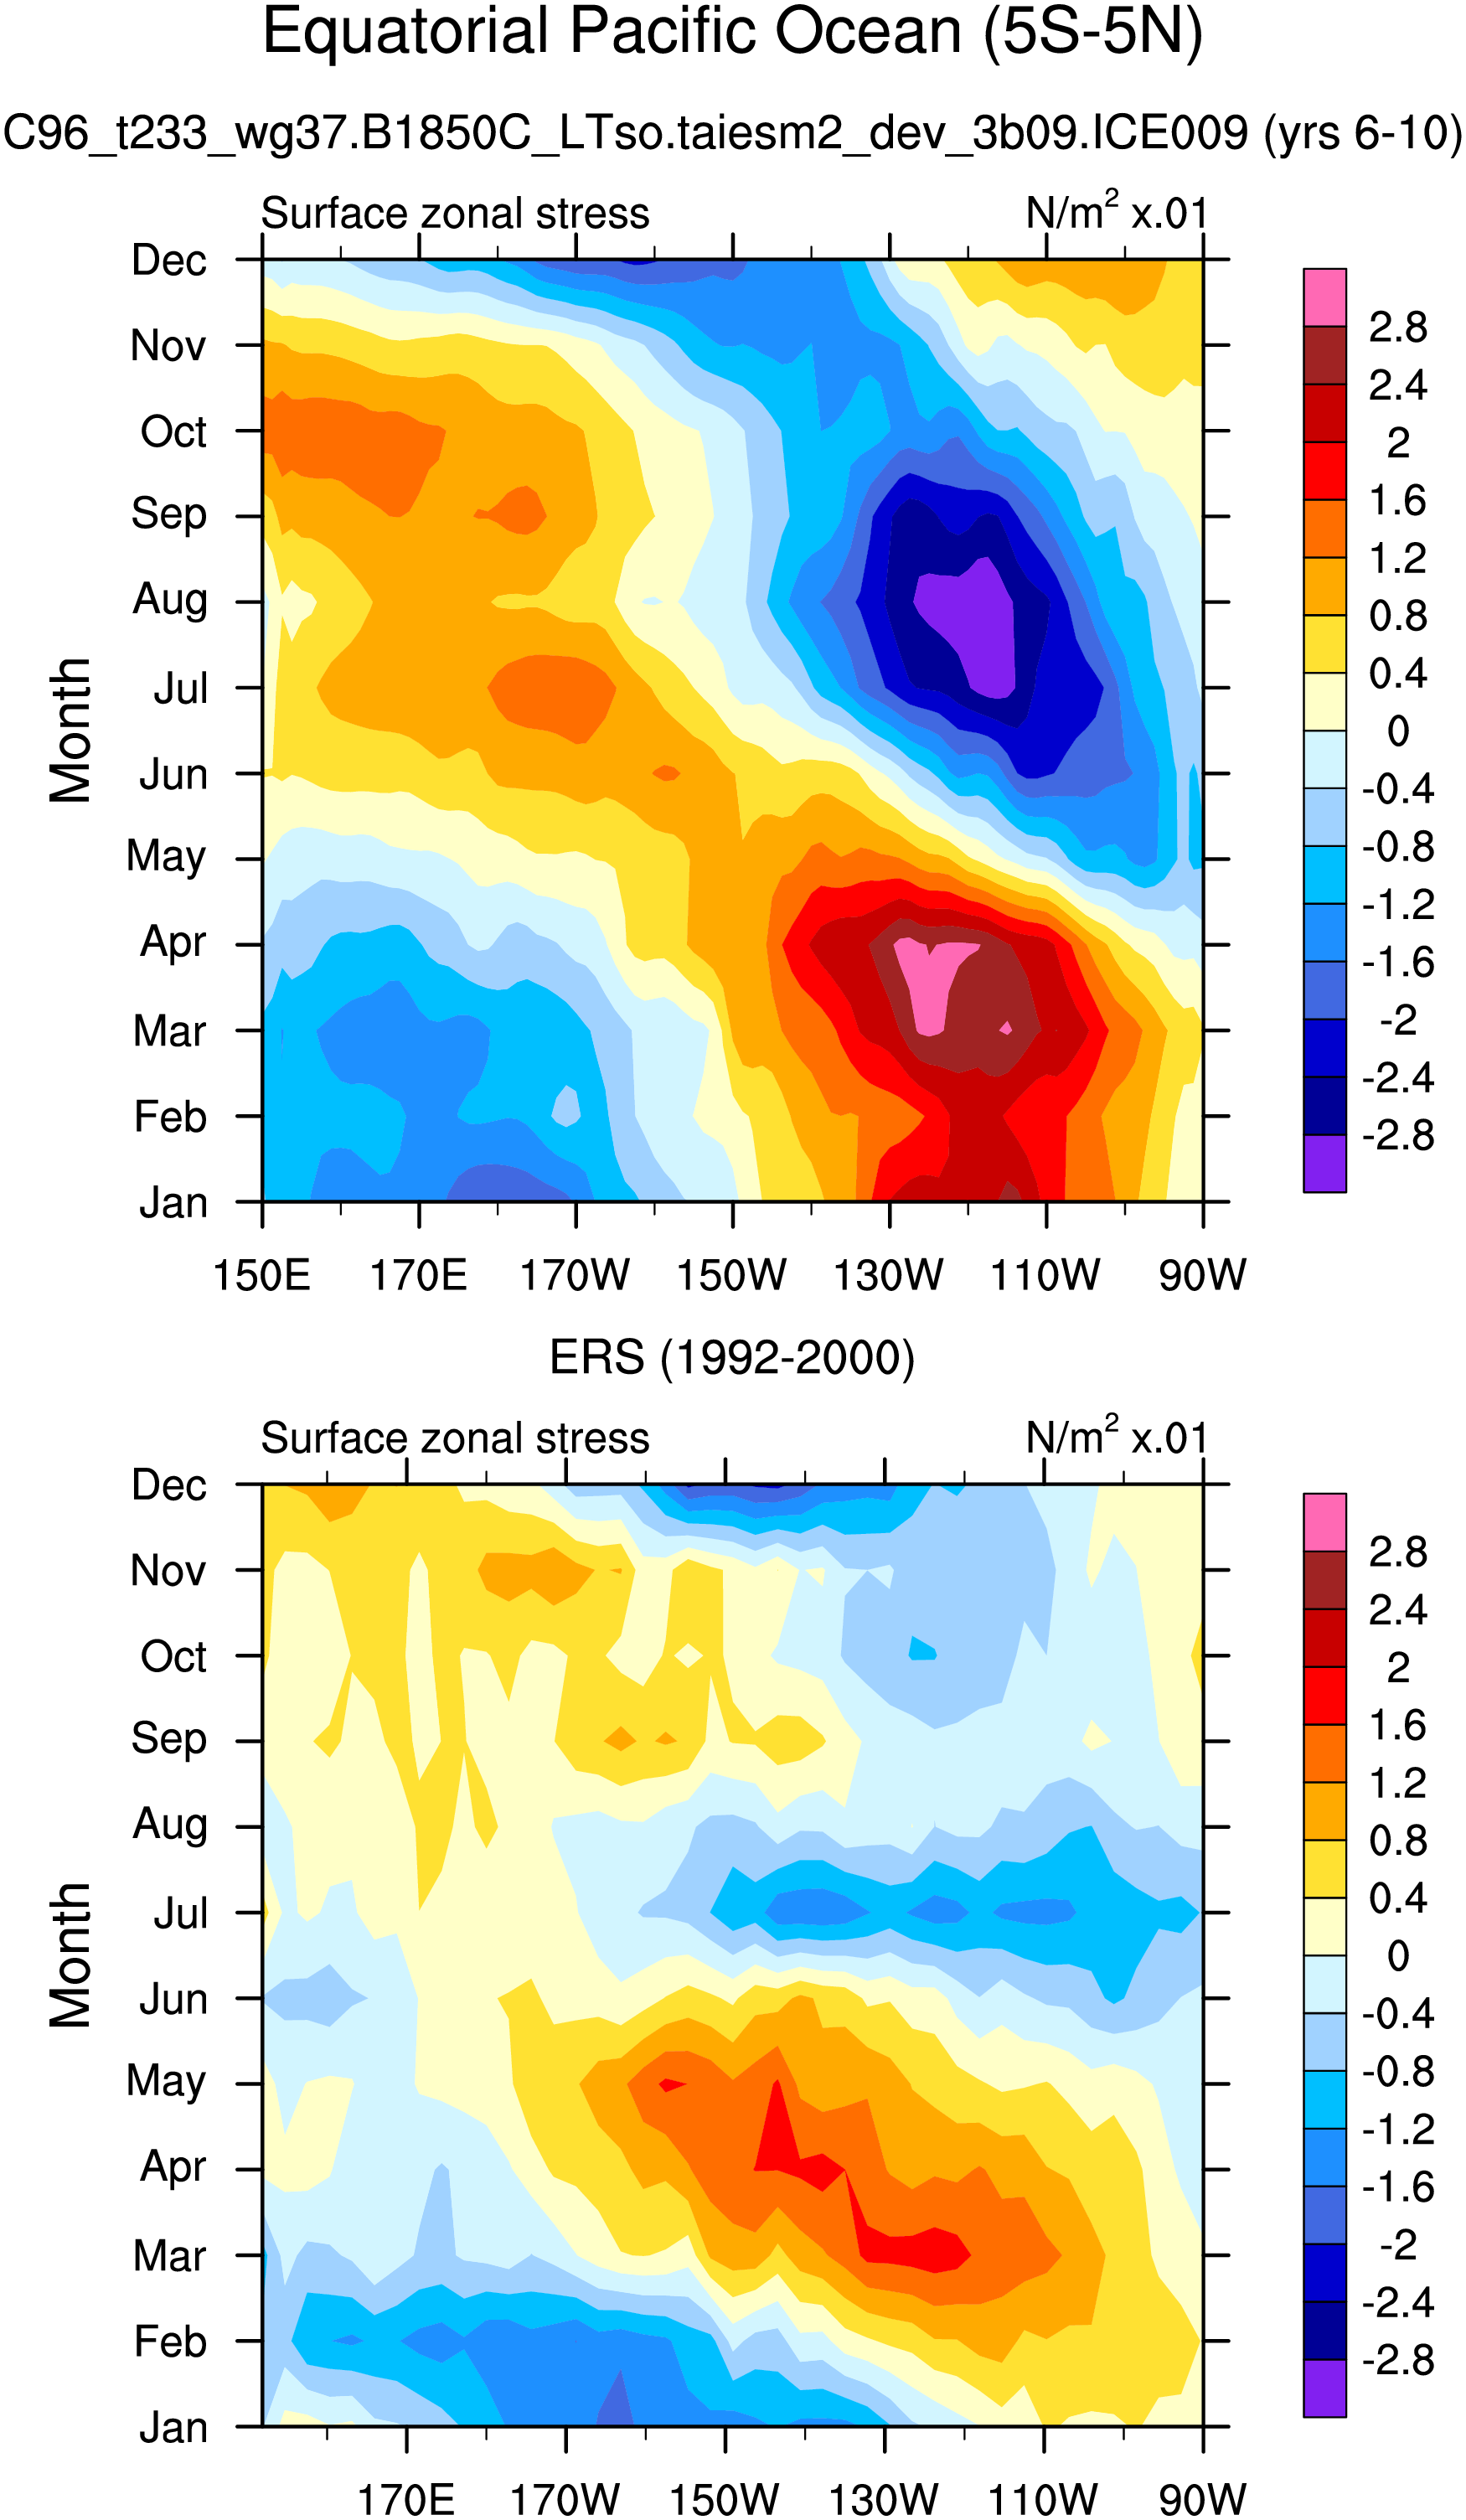 Equatorial Pacific Ocean (5S-5N)
C96_t233_wg37.B1850C_LTso.taiesm2_dev_3b09.ICE009 (yrs 6-10)
Surface zonal stress N/m² x.01
Dec
Nov
Oct
Sep
Aug
Jul
Jun
May
Apr
Mar
Feb
Jan
Month
150E 170E 170W 150W 130W 110W 90W
2.8
2.4
2
1.6
1.2
0.8
0.4
0
-0.4
-0.8
-1.2
-1.6
-2
-2.4
-2.8
ERS (1992-2000)
Surface zonal stress N/m² x.01
Dec
Nov
Oct
Sep
Aug
Jul
Jun
May
Apr
Mar
Feb
Jan
Month
170E 170W 150W 130W 110W 90W
2.8
2.4
2
1.6
1.2
0.8
0.4
0
-0.4
-0.8
-1.2
-1.6
-2
-2.4
-2.8